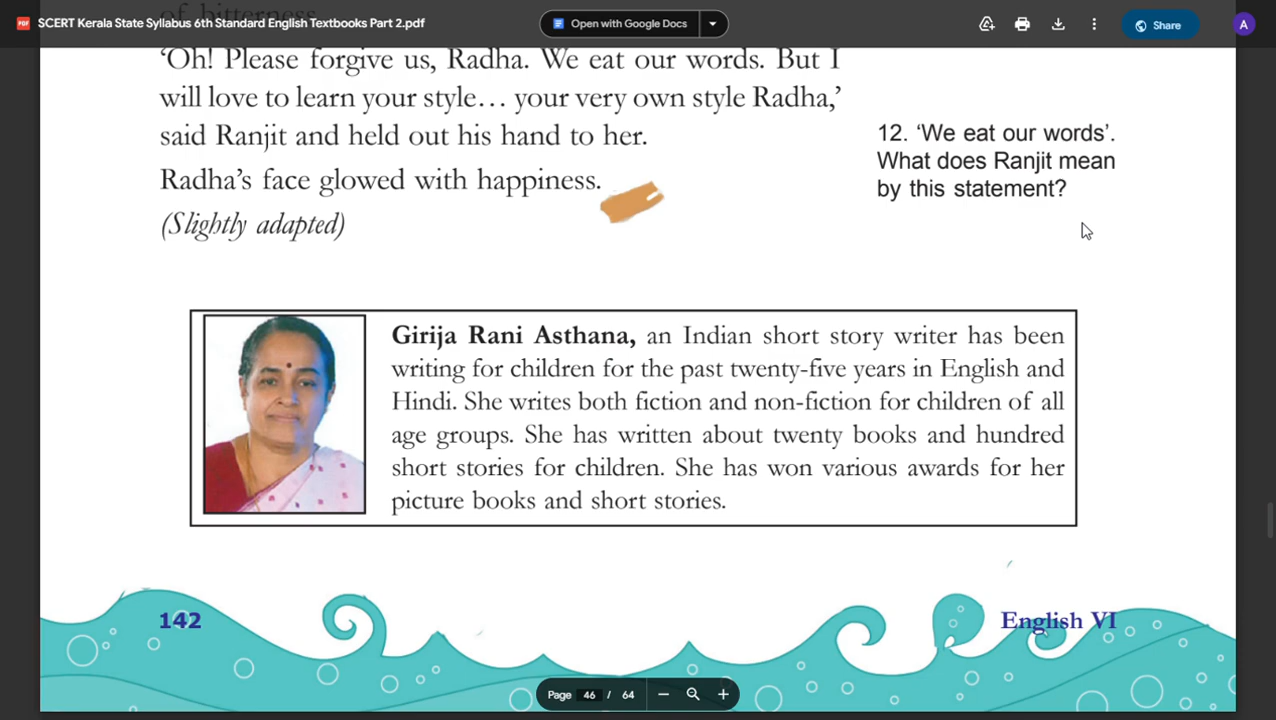 SCERT Kerala State Syllabus 6th Standard English Textbooks Part 2.pdf
Open with Google Docs
Share
A
of bitterness
‘Oh! Please forgive us, Radha. We eat our words. But I
will love to learn your style… your very own style Radha,’
said Ranjit and held out his hand to her.
Radha’s face glowed with happiness.
(Slightly adapted)
12. ‘We eat our words’.
What does Ranjit mean
by this statement?
Girija Rani Asthana, an Indian short story writer has been
writing for children for the past twenty-five years in English and
Hindi. She writes both fiction and non-fiction for children of all
age groups. She has written about twenty books and hundred
short stories for children. She has won various awards for her
picture books and short stories.
142
English VI
Page 46 / 64